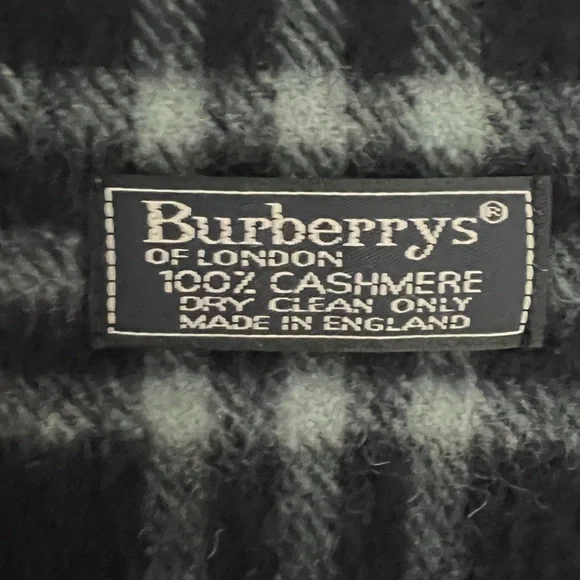 Burberrys®
OF LONDON
100% CASHMERE
DRY CLEAN ONLY
MADE IN ENGLAND